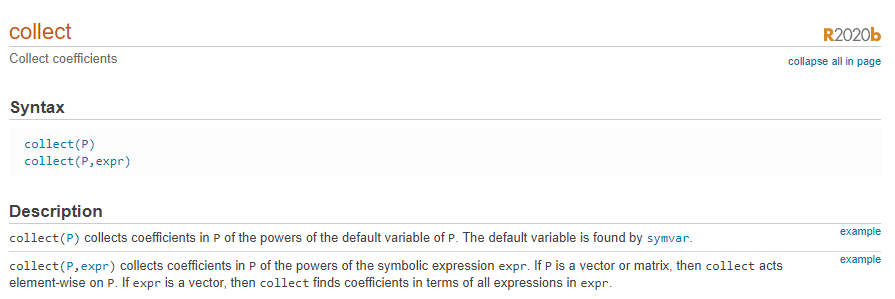 collect
R2020b
Collect coefficients
collapse all in page
Syntax
collect(P)
collect(P,expr)
Description
collect(P) collects coefficients in P of the powers of the default variable of P. The default variable is found by symvar.
example
collect(P,expr) collects coefficients in P of the powers of the symbolic expression expr. If P is a vector or matrix, then collect acts
example
element-wise on P. If expr is a vector, then collect finds coefficients in terms of all expressions in expr.